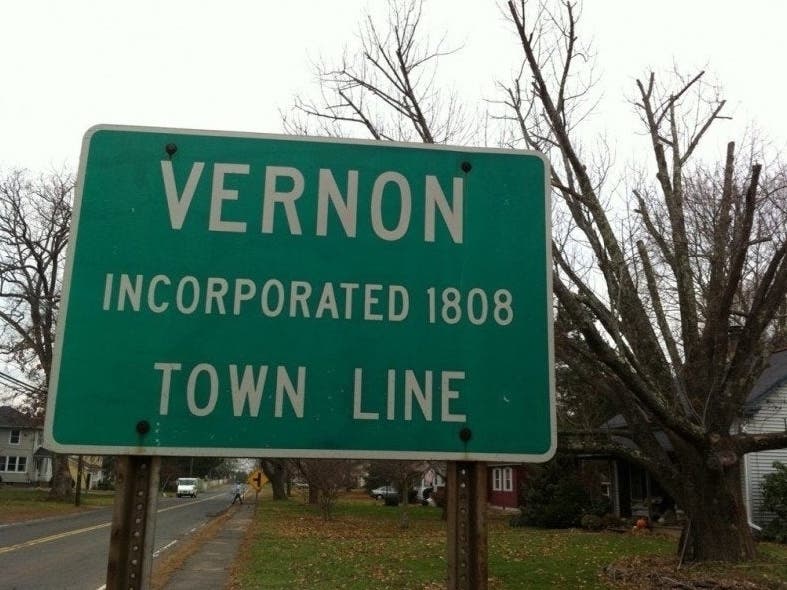 VERNON
INCORPORATED 1808
TOWN LINE